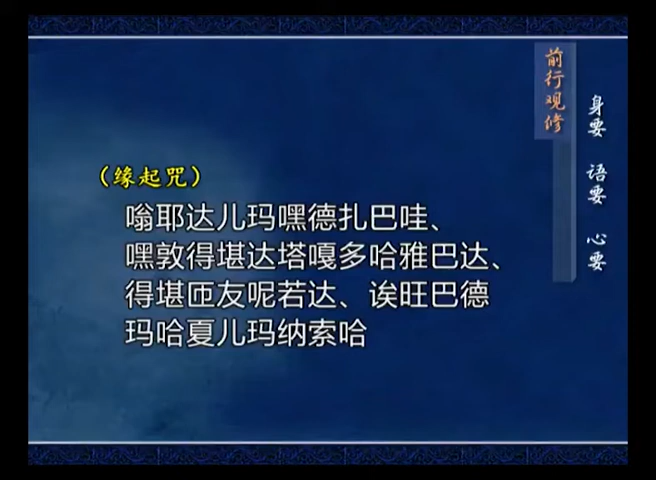 前行观修
身要 语要 心要
（缘起咒）
嗡耶达儿玛嘿德扎巴哇、
嘿敦得堪达塔嘎多哈雅巴达、
得堪匝友呢若达、诶旺巴德
玛哈夏儿玛纳索哈